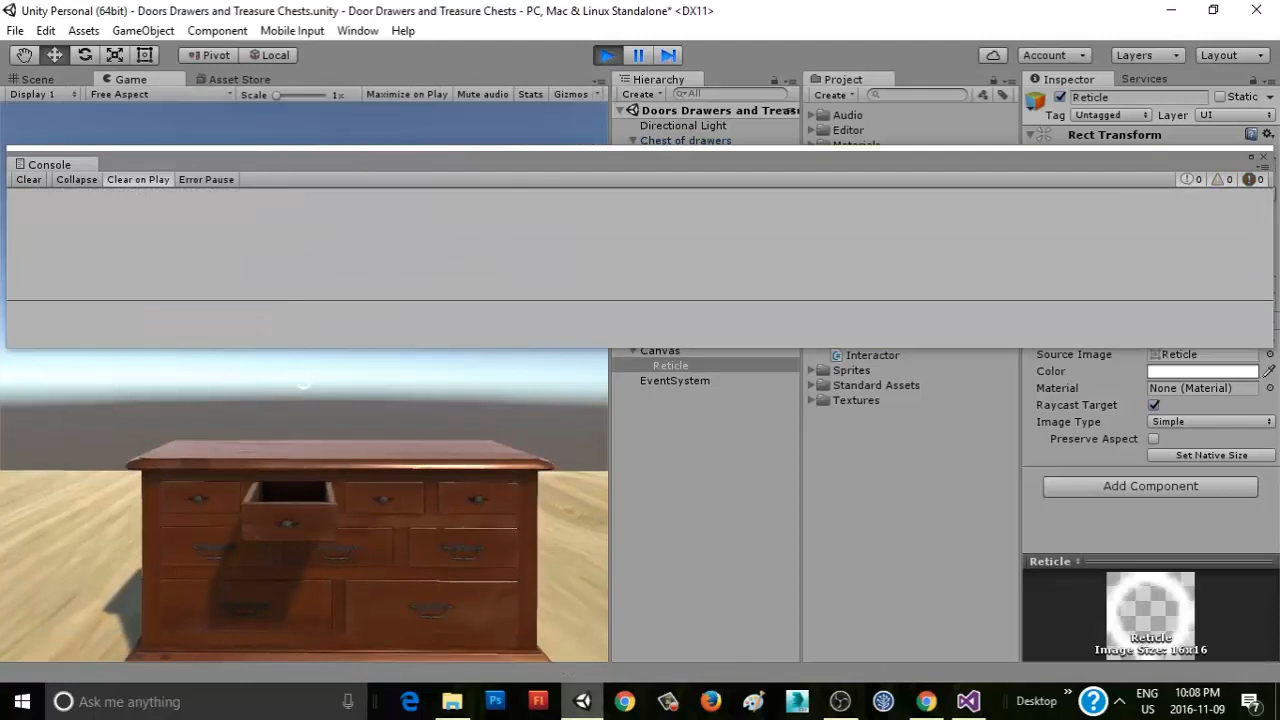 Unity Personal (64bit) - Doors Drawers and Treasure Chests.unity - Door Drawers and Treasure Chests - PC, Mac & Linux Standalone* <DX11>
File Edit Assets GameObject Component Mobile Input Window Help
Pivot Local Account Layers Layout
Scene Game Asset Store Hierarchy Project Inspector Services
Display 1 Free Aspect Scale 1x Maximize on Play Mute audio Stats Gizmos Create All Create Reticle Static
Doors Drawers and Treas Audio Tag Untagged Layer UI
Directional Light Editor Rect Transform
Chest of drawers Materials
Console
Clear Collapse Clear on Play Error Pause 0 0 0
Canvas Interactor Source Image Reticle
Reticle Sprites Color
EventSystem Standard Assets Material None (Material)
Textures Raycast Target
Image Type Simple
Preserve Aspect
Set Native Size
Add Component
Reticle
Reticle
Image Size: 16x16
Ask me anything Ps Fl Desktop » ? ENG 10:08 PM
US 2016-11-09 7